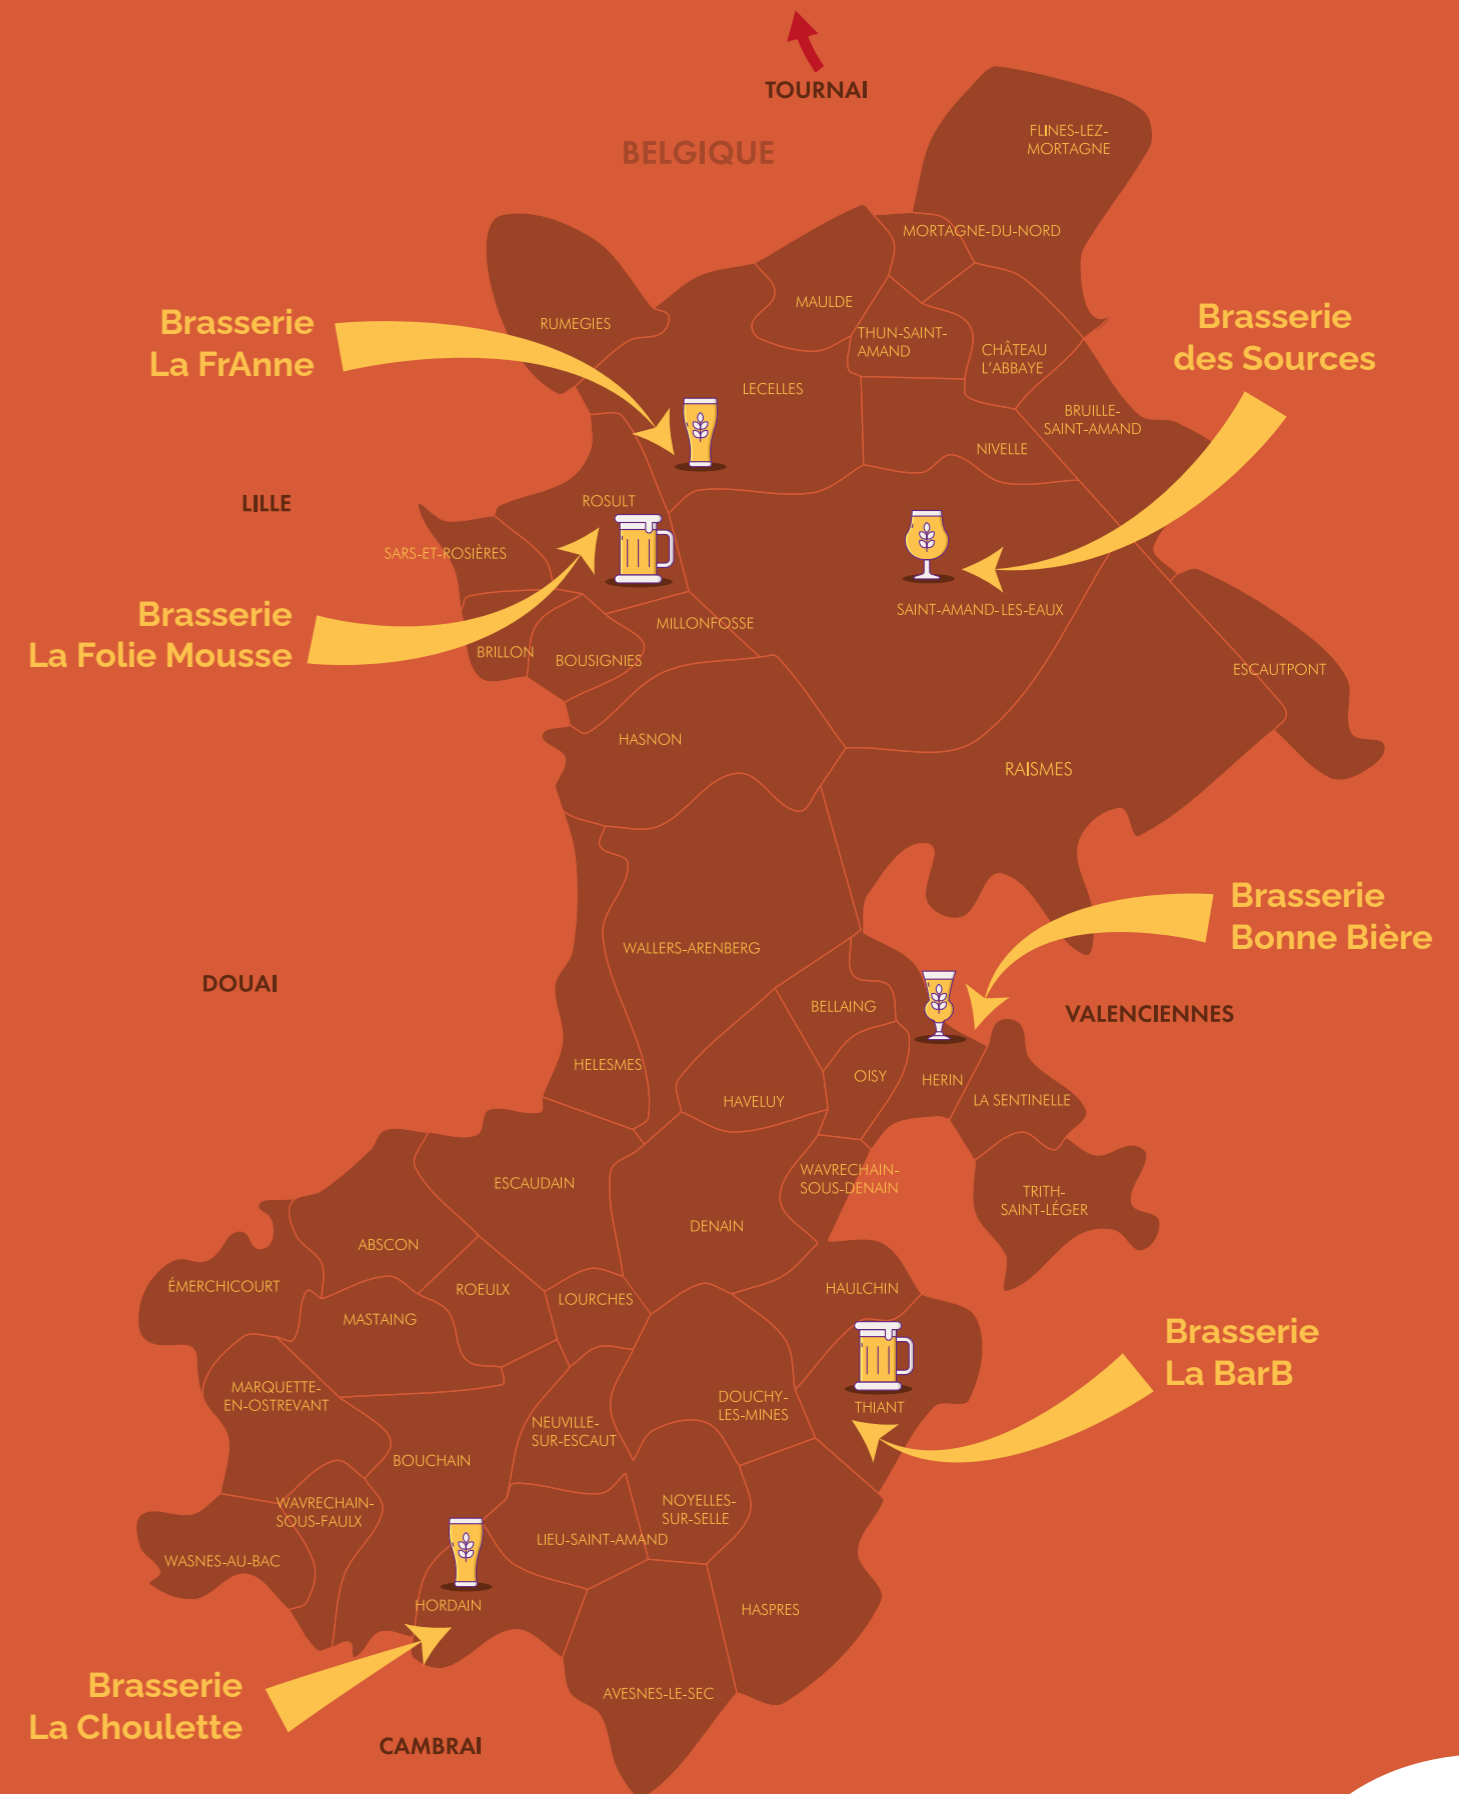 TOURNAI
BELGIQUE
FLINES-LEZ-
MORTAGNE
MORTAGNE-DU-NORD
MAULDE
RUMEGIES
THUN-SAINT-
AMAND
CHÂTEAU
L'ABBAYE
Brasserie
La FrAnne
Brasserie
des Sources
LECELLES
BRUILLE-
SAINT-AMAND
NIVELLE
LILLE
ROSULT
SARS-ET-ROSIÈRES
SAINT-AMAND-LES-EAUX
Brasserie
La Folie Mousse
MILLONFOSSE
BRILLON
BOUSIGNIES
ESCAUTPONT
HASNON
RAISMES
Brasserie
Bonne Bière
WALLERS-ARENBERG
DOUAI
BELLAING
VALENCIENNES
HELESMES
OISY
HERIN
HAVELUY
LA SENTINELLE
ESCAUDAIN
WAVRECHAIN-
SOUS-DENAIN
TRITH-
SAINT-LÉGER
DENAIN
ABSCON
ÉMERCHICOURT
ROEULX
LOURCHES
HAULCHIN
MASTAING
Brasserie
La BarB
MARQUETTE-
EN-OSTREVANT
DOUCHY-
LES-MINES
THIANT
NEUVILLE-
SUR-ESCAUT
BOUCHAIN
WAVRECHAIN-
SOUS-FAULX
NOYELLES-
SUR-SELLE
LIEU-SAINT-AMAND
WASNES-AU-BAC
HORDAIN
HASPRES
Brasserie
La Choulette
AVESNES-LE-SEC
CAMBRAI